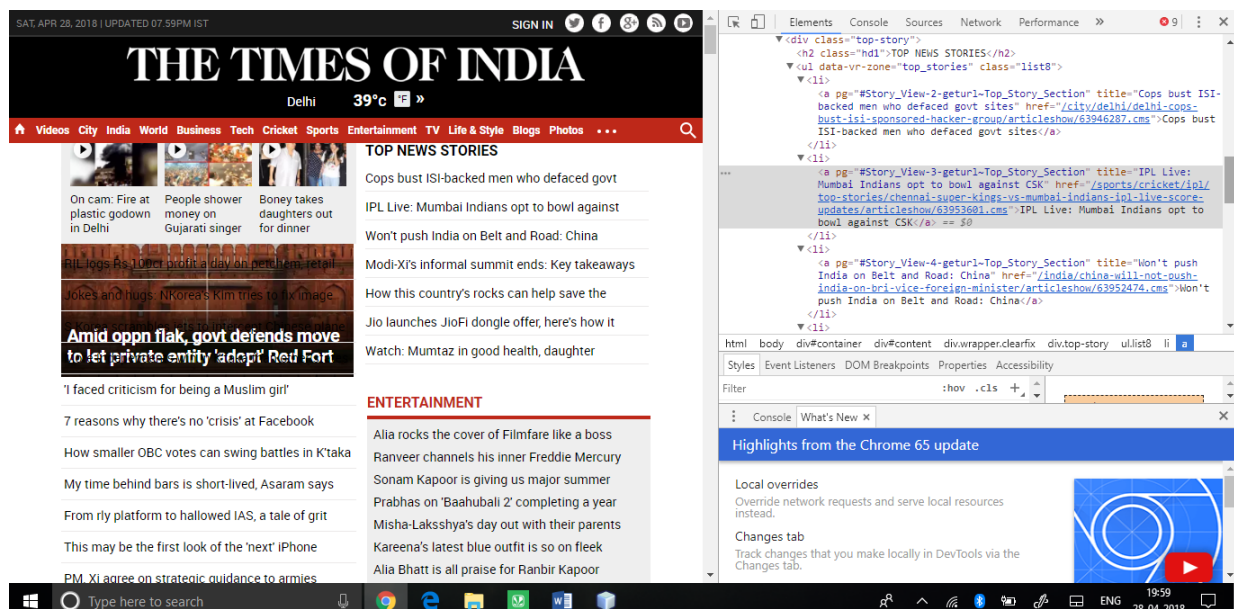 SAT, APR 28, 2018 | UPDATED 07.59PM IST
SIGN IN
THE TIMES OF INDIA
Delhi 39°c °F »
Videos City India World Business Tech Cricket Sports Entertainment TV Life & Style Blogs Photos
On cam: Fire at
plastic godown
in Delhi
People shower
money on
Gujarati singer
Boney takes
daughters out
for dinner
RIL logs Rs 100cr profit a day on petchem, retail
Jokes and hugs: NKorea's Kim tries to fix image
Amid oppn flak, govt defends move
to let private entity 'adopt' Red Fort
'I faced criticism for being a Muslim girl'
7 reasons why there's no 'crisis' at Facebook
How smaller OBC votes can swing battles in K'taka
My time behind bars is short-lived, Asaram says
From rly platform to hallowed IAS, a tale of grit
This may be the first look of the 'next' iPhone
PM, Xi agree on strategic guidance to armies
TOP NEWS STORIES
Cops bust ISI-backed men who defaced govt
IPL Live: Mumbai Indians opt to bowl against
Won't push India on Belt and Road: China
Modi-Xi's informal summit ends: Key takeaways
How this country's rocks can help save the
Jio launches JioFi dongle offer, here's how it
Watch: Mumtaz in good health, daughter
ENTERTAINMENT
Alia rocks the cover of Filmfare like a boss
Ranveer channels his inner Freddie Mercury
Sonam Kapoor is giving us major summer
Prabhas on 'Baahubali 2' completing a year
Misha-Laksshya's day out with their parents
Kareena's latest blue outfit is so on fleek
Alia Bhatt is all praise for Ranbir Kapoor
Elements Console Sources Network Performance » 9
▼<div class="top-story">
<h2 class="hd1">TOP NEWS STORIES</h2>
▼<ul data-vr-zone="top_stories" class="list8">
▼<li>
<a pg="#Story_View-2-geturl~Top_Story_Section" title="Cops bust ISI-
backed men who defaced govt sites" href="/city/delhi/delhi-cops-
bust-isi-sponsored-hacker-group/articleshow/63946287.cms">Cops bust
ISI-backed men who defaced govt sites</a>
</li>
▼<li>
<a pg="#Story_View-3-geturl~Top_Story_Section" title="IPL Live:
Mumbai Indians opt to bowl against CSK" href="/sports/cricket/ipl/
top-stories/chennai-super-kings-vs-mumbai-indians-ipl-live-score-
updates/articleshow/63953601.cms">IPL Live: Mumbai Indians opt to
bowl against CSK</a> == $0
</li>
▼<li>
<a pg="#Story_View-4-geturl~Top_Story_Section" title="Won't push
India on Belt and Road: China" href="/india/china-will-not-push-
india-on-bri-vice-foreign-minister/articleshow/63952474.cms">Won't
push India on Belt and Road: China</a>
</li>
▼<li>
html body div#container div#content div.wrapper.clearfix div.top-story ul.list8 li a
Styles Event Listeners DOM Breakpoints Properties Accessibility
Filter :hov .cls +
Console What's New ×
Highlights from the Chrome 65 update
Local overrides
Override network requests and serve local resources
instead.
Changes tab
Track changes that you make locally in DevTools via the
Changes tab.
Type here to search
ENG
19:59
28-04-2018